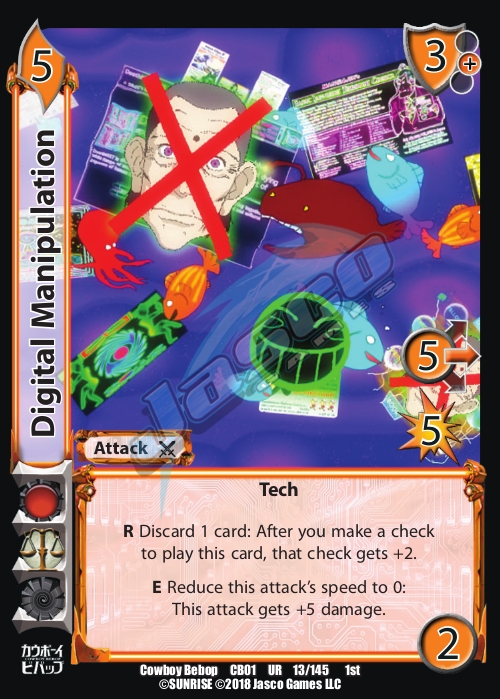 5
3
+
Digital Manipulation
Jasco
GAMES
5
5
Attack
Tech
R Discard 1 card: After you make a check
to play this card, that check gets +2.
E Reduce this attack's speed to 0:
This attack gets +5 damage.
2
カウボーイ
ビバップ
Cowboy Bebop CB01 UR 13/145 1st
©SUNRISE ©2018 Jasco Games LLC